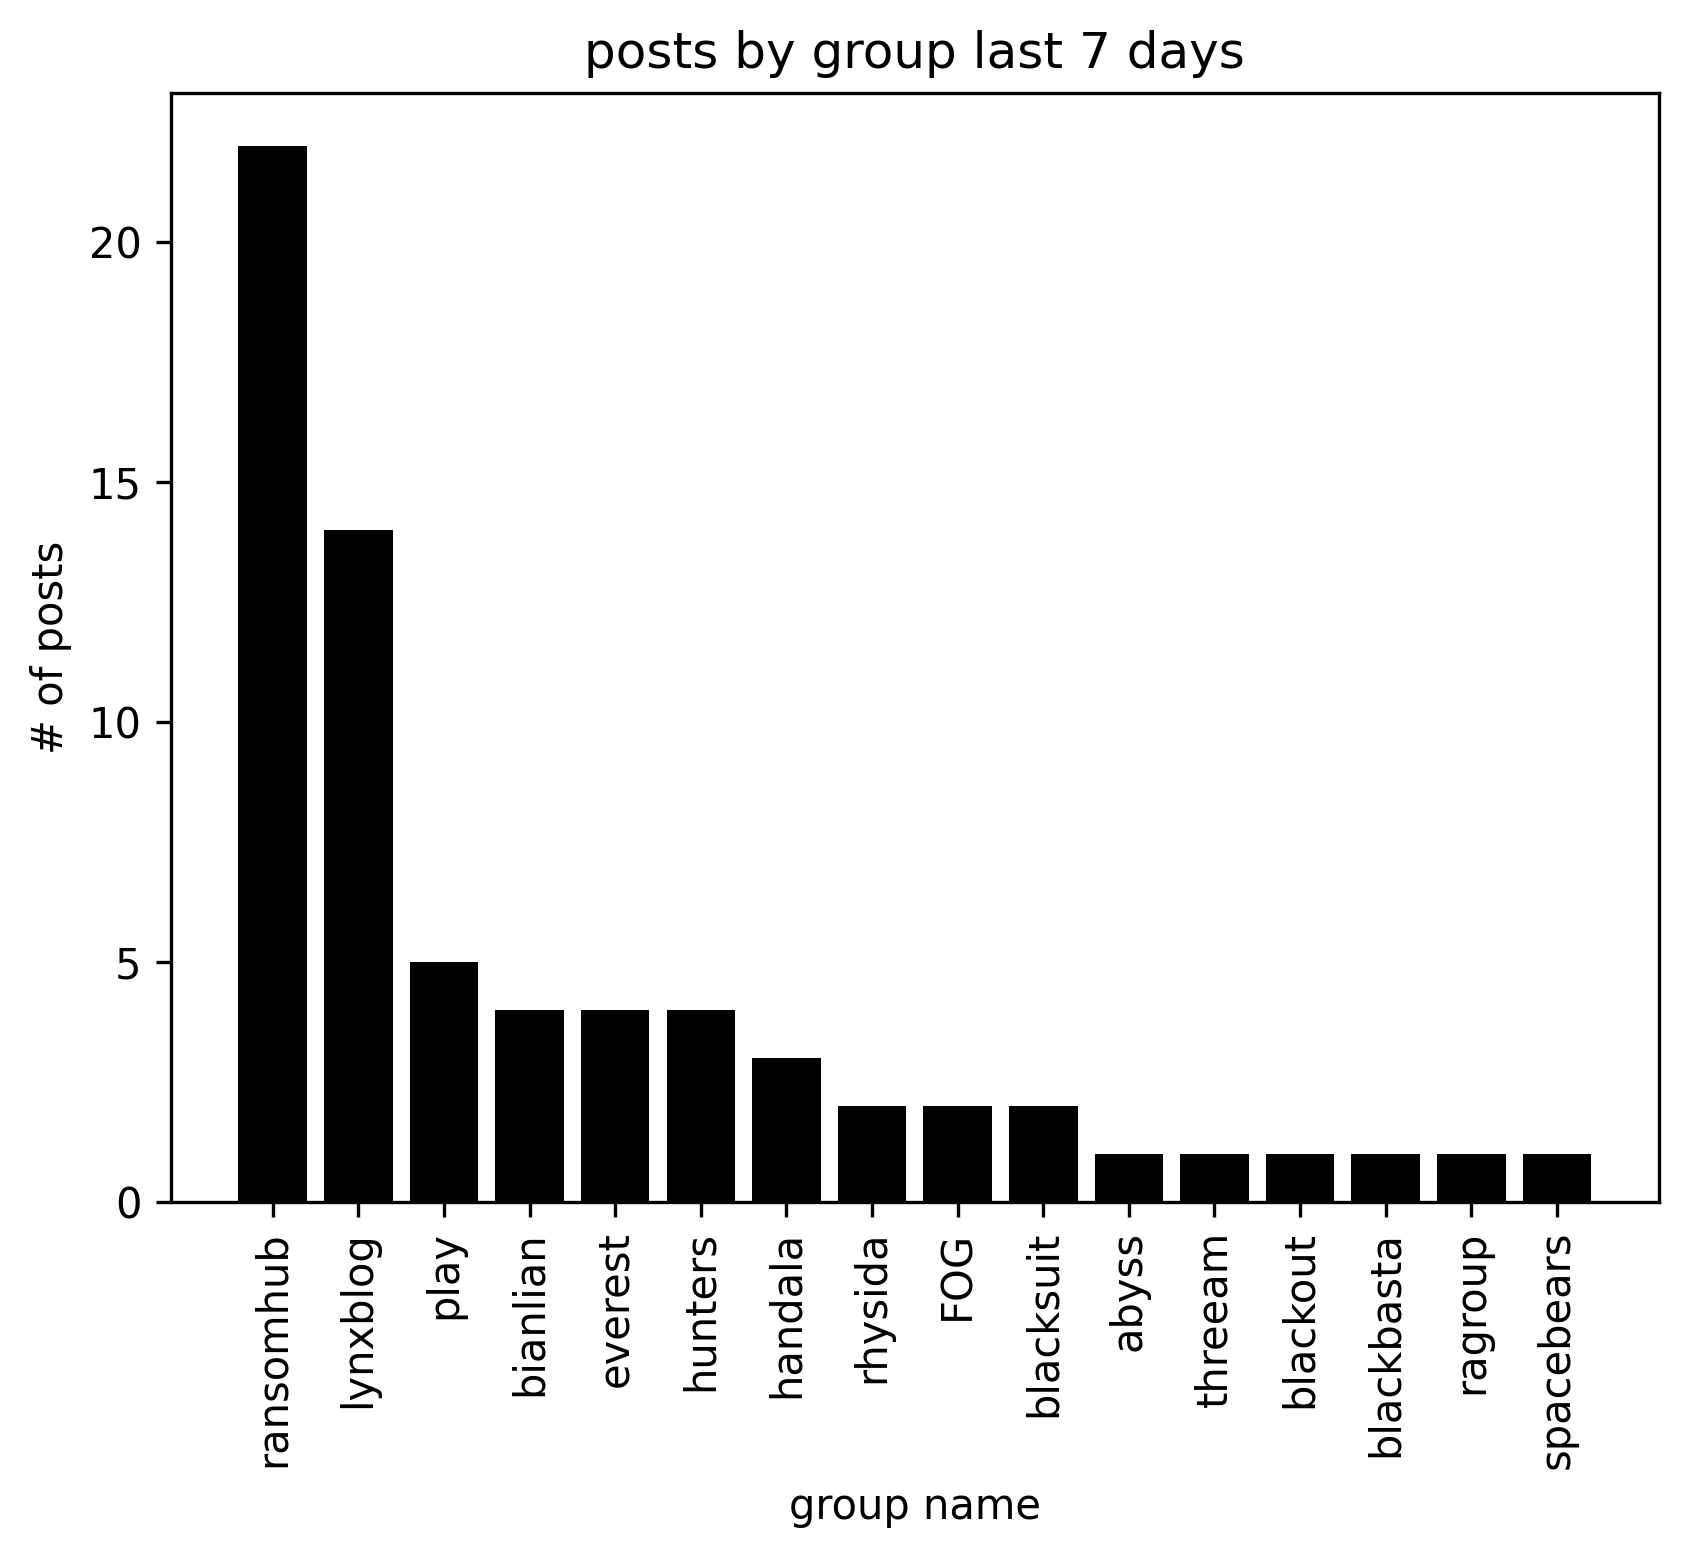 posts by group last 7 days
# of posts
20
15
10
5
0
ransomhub
lynxblog
play
bianlian
everest
hunters
handala
rhysida
FOG
blacksuit
abyss
threeam
blackout
blackbasta
ragroup
spacebears
group name